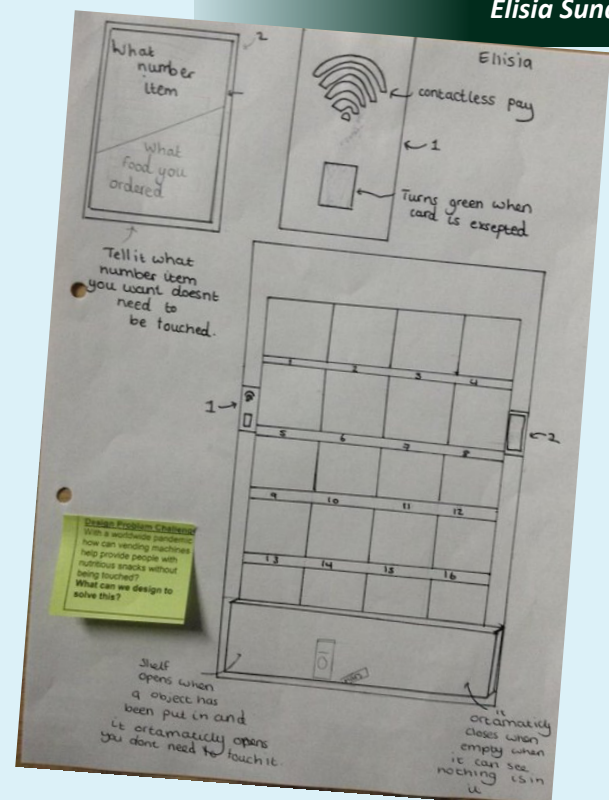 Elisia
Ellisia
2
What
number
item
What
food you
ordered
Tell it what
number item
you want doesnt
need to
be touched.
contactless pay
1
Turns green when
card is exsepted
1 2 3 4
1
2
5 6 7 8
9 10 11 12
13 14 15 16
Design Problem Challenge
With a worldwide pandemic
how can vending machines
help provide people with
nutritious snacks without
being touched?
What can we design to
solve this?
Shelf
opens when
a object has
been put in and
it ortamaticly opens
you dont need to touch it.
it
ortamaticly
closes when
empty when
it can see
nothing is in
it